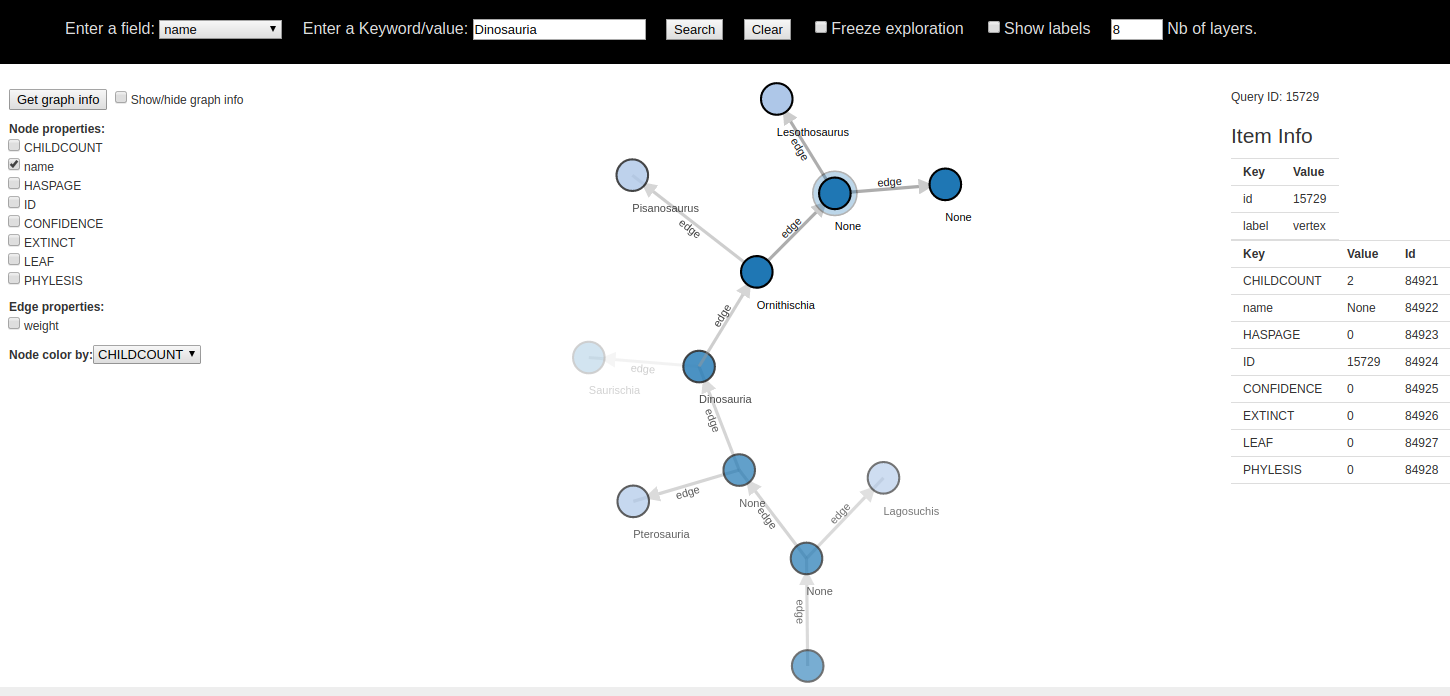 Enter a field: name Enter a Keyword/value: Dinosauria Search Clear Freeze exploration Show labels 8 Nb of layers.
Get graph info Show/hide graph info
Node properties:
CHILDCOUNT
name
HASPAGE
ID
CONFIDENCE
EXTINCT
LEAF
PHYLESIS
Edge properties:
weight
Node color by: CHILDCOUNT
Lesothosaurus
edge
edge
None
None
Pisanosaurus
edge
edge
Ornithischia
edge
Saurischia
edge
Dinosauria
edge
None
edge
Pterosauria
edge
Lagosuchis
edge
None
edge
Query ID: 15729
Item Info
Key Value
id 15729
label vertex
Key Value Id
CHILDCOUNT 2 84921
name None 84922
HASPAGE 0 84923
ID 15729 84924
CONFIDENCE 0 84925
EXTINCT 0 84926
LEAF 0 84927
PHYLESIS 0 84928